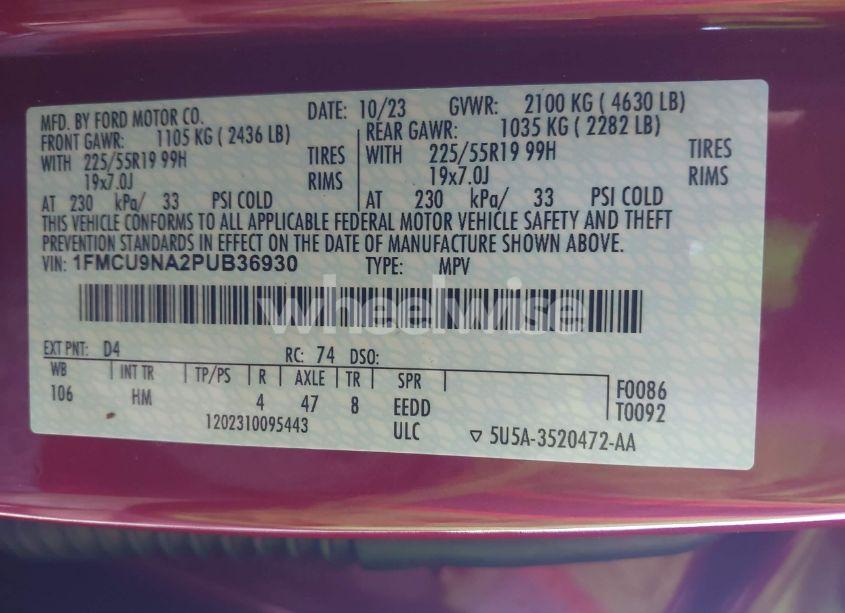 MFD. BY FORD MOTOR CO. DATE: 10/23 GVWR: 2100 KG ( 4630 LB)
FRONT GAWR: 1105 KG ( 2436 LB) REAR GAWR: 1035 KG ( 2282 LB)
WITH 225/55R19 99H TIRES WITH 225/55R19 99H TIRES
19x7.0J RIMS 19x7.0J RIMS
AT 230 kPa/ 33 PSI COLD AT 230 kPa/ 33 PSI COLD
THIS VEHICLE CONFORMS TO ALL APPLICABLE FEDERAL MOTOR VEHICLE SAFETY AND THEFT
PREVENTION STANDARDS IN EFFECT ON THE DATE OF MANUFACTURE SHOWN ABOVE.
VIN: 1FMCU9NA2PUB36930 TYPE: MPV
wheelwise
EXT PNT: D4 RC: 74 DSO:
WB INT TR TP/PS R AXLE TR SPR F0086
106 HM 4 47 8 EEDD T0092
1202310095443 ULC ▽ 5U5A-3520472-AA